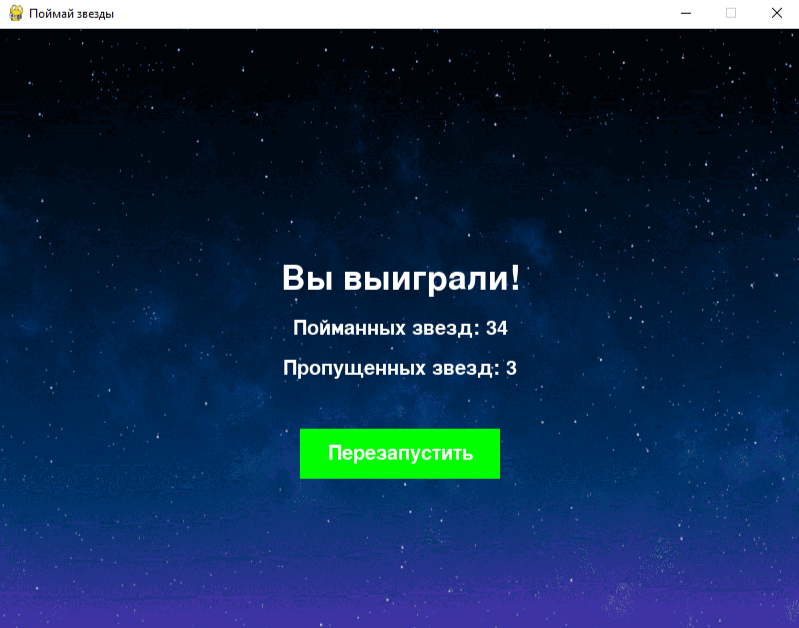 Поймай звезды
Вы выиграли!
Пойманных звезд: 34
Пропущенных звезд: 3
Перезапустить